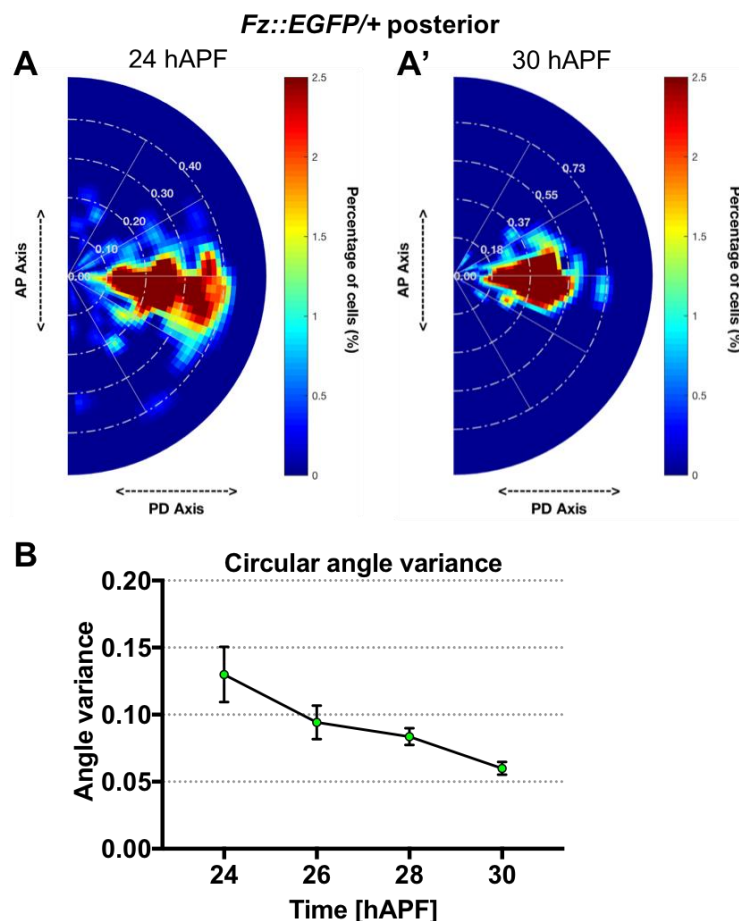 Fz::EGFP/+ posterior
A
24 hAPF
A’
30 hAPF
2.5
2
1.5
1
0.5
0
Percentage of cells (%)
0.40
0.30
0.20
0.10
0.00
AP Axis
<--------------->
<--------------->
PD Axis
2.5
2
1.5
1
0.5
0
Percentage of cells (%)
0.73
0.55
0.37
0.18
0.00
AP Axis
<--------------->
<--------------->
PD Axis
B
Circular angle variance
0.20
0.15
0.10
0.05
0.00
Angle variance
24 26 28 30
Time [hAPF]